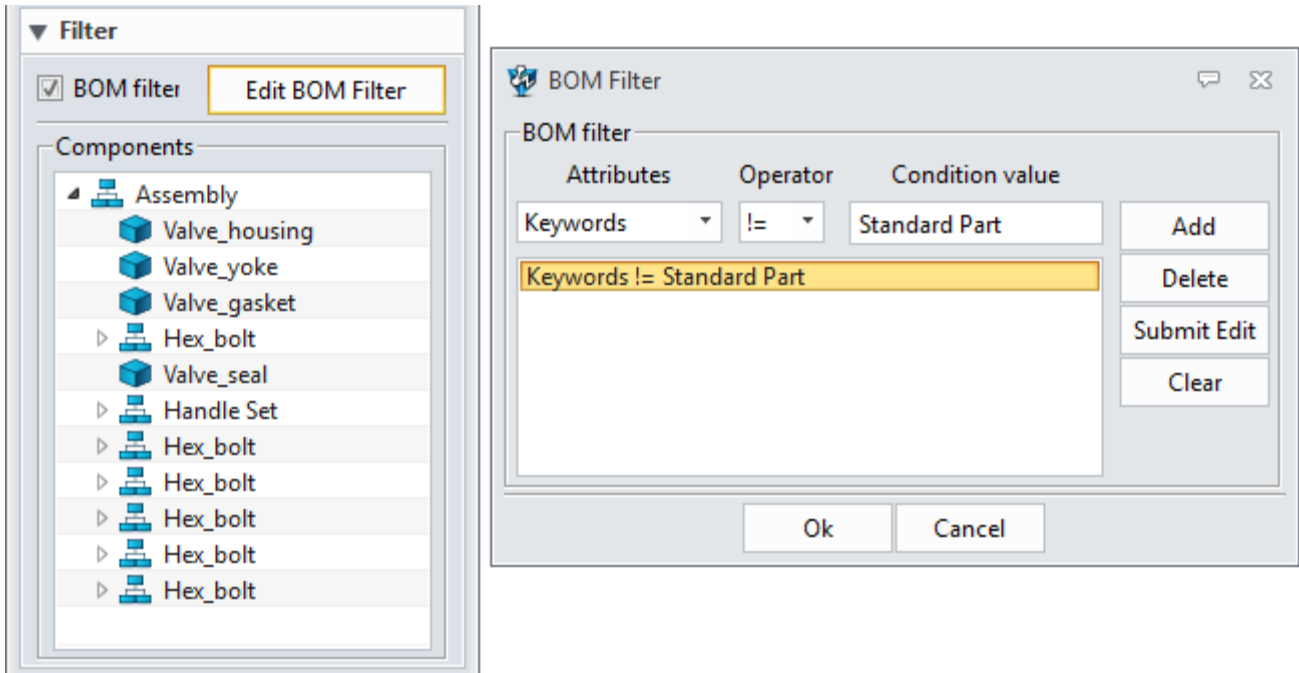 Filter
BOM filter Edit BOM Filter
Components
Assembly
Valve_housing
Valve_yoke
Valve_gasket
Hex_bolt
Valve_seal
Handle Set
Hex_bolt
Hex_bolt
Hex_bolt
Hex_bolt
Hex_bolt
BOM Filter
BOM filter
Attributes Operator Condition value
Keywords != Standard Part Add
Keywords != Standard Part
Delete
Submit Edit
Clear
Ok Cancel